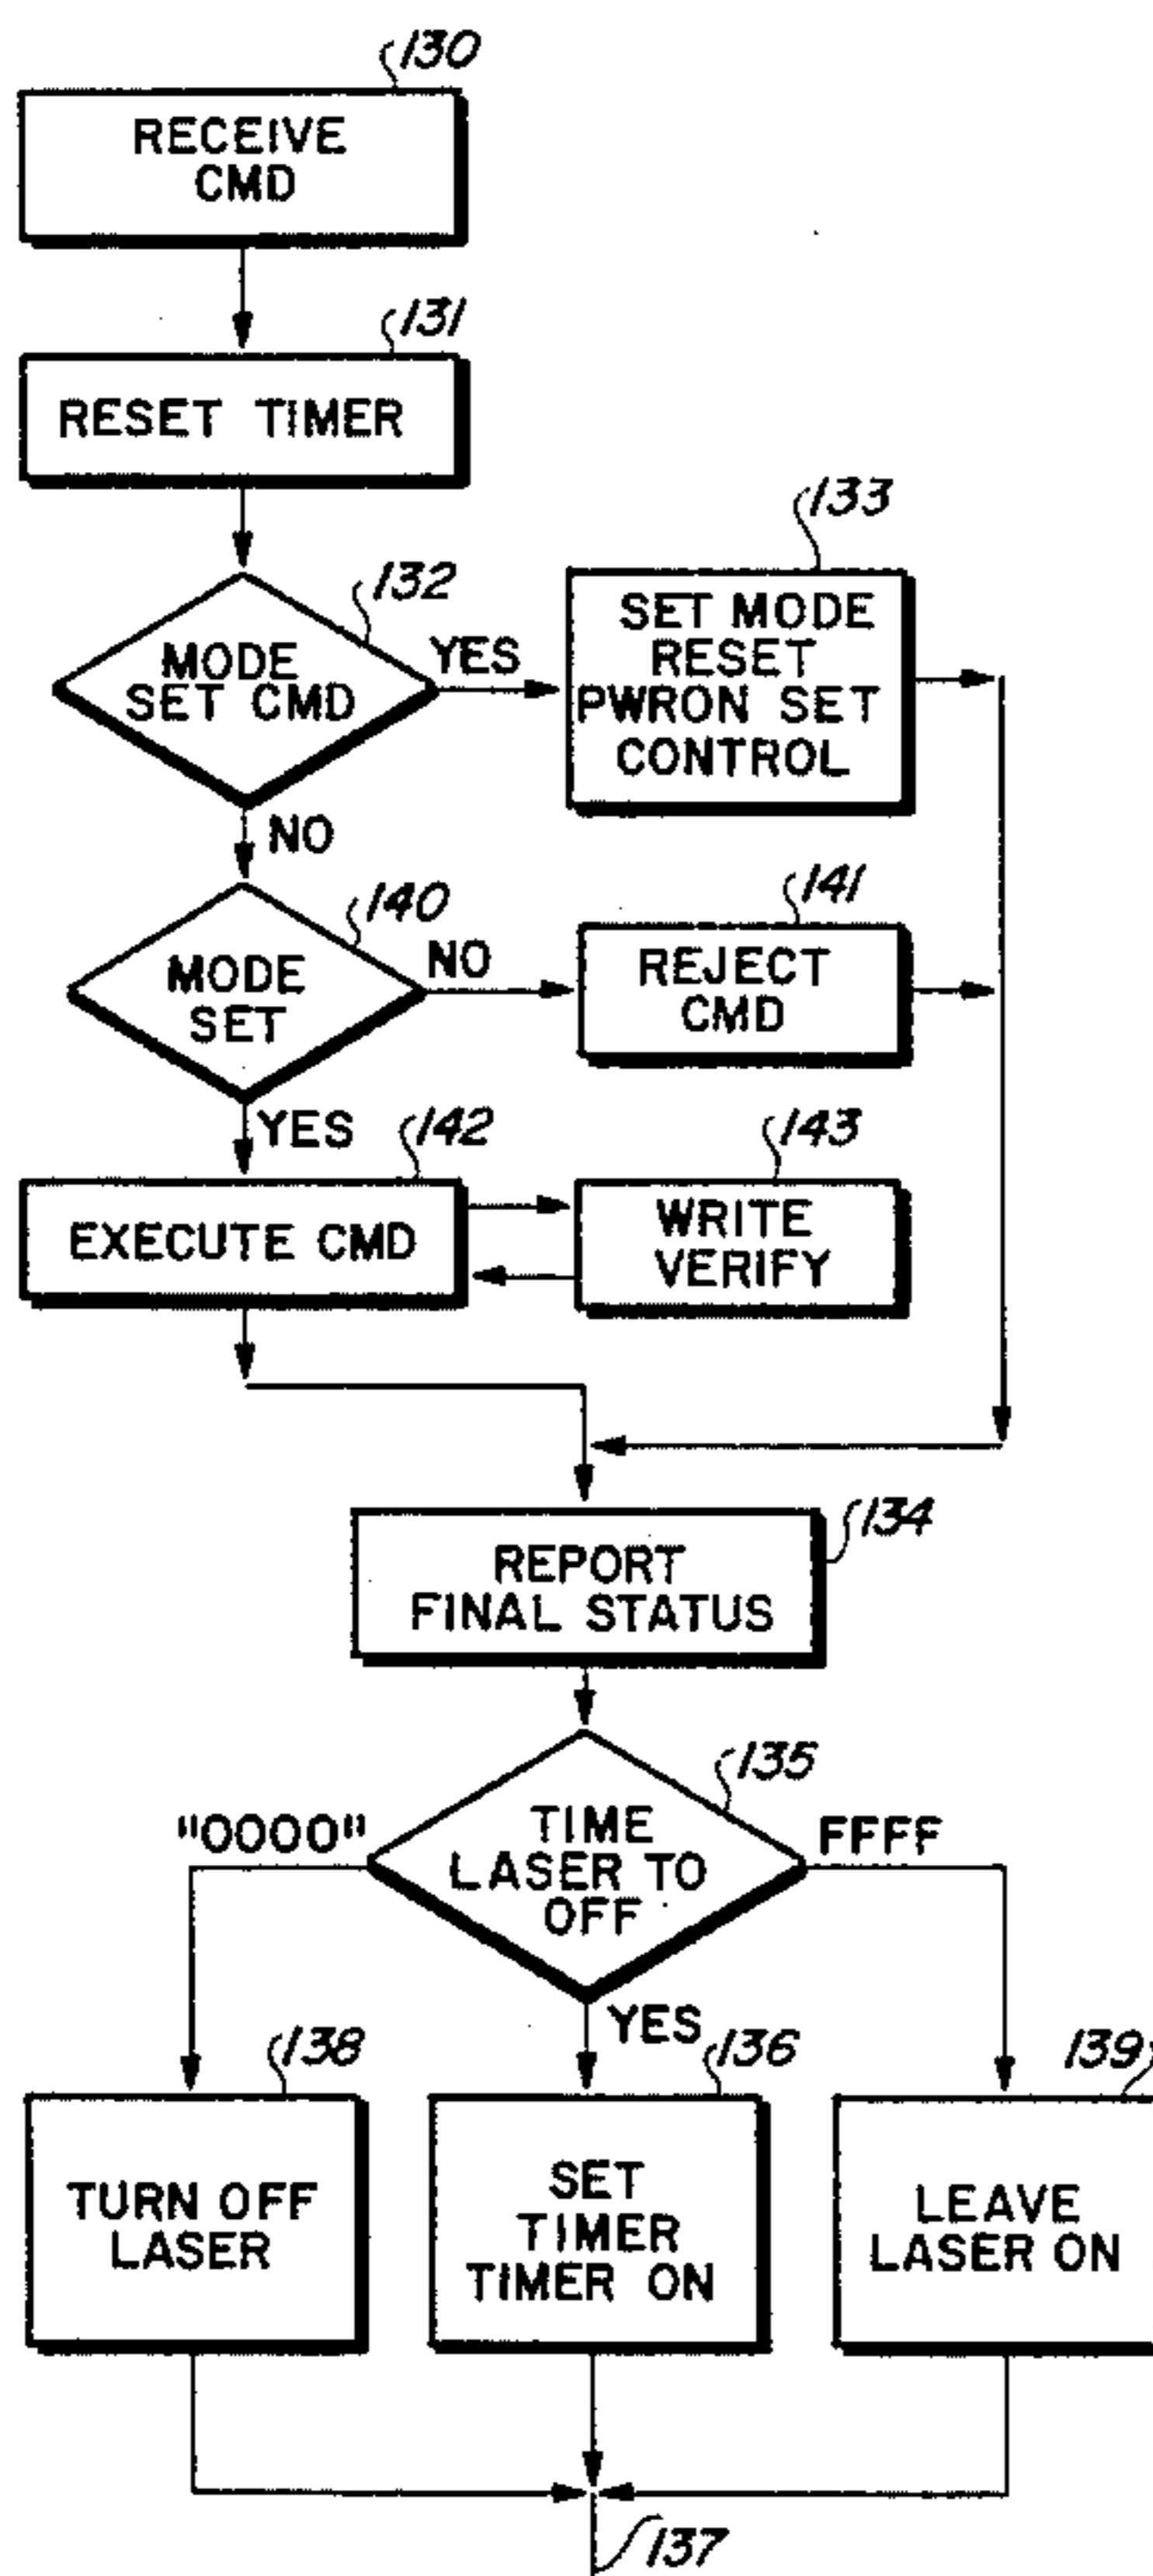 130
RECEIVE
CMD
131
RESET TIMER
132
MODE
SET CMD
YES
133
SET MODE
RESET
PWRON SET
CONTROL
NO
140
MODE
SET
NO
141
REJECT
CMD
YES
142
EXECUTE CMD
143
WRITE
VERIFY
134
REPORT
FINAL STATUS
135
TIME
LASER TO
OFF
"0000"
FFFF
YES
138
TURN OFF
LASER
136
SET
TIMER
TIMER ON
139
LEAVE
LASER ON
137